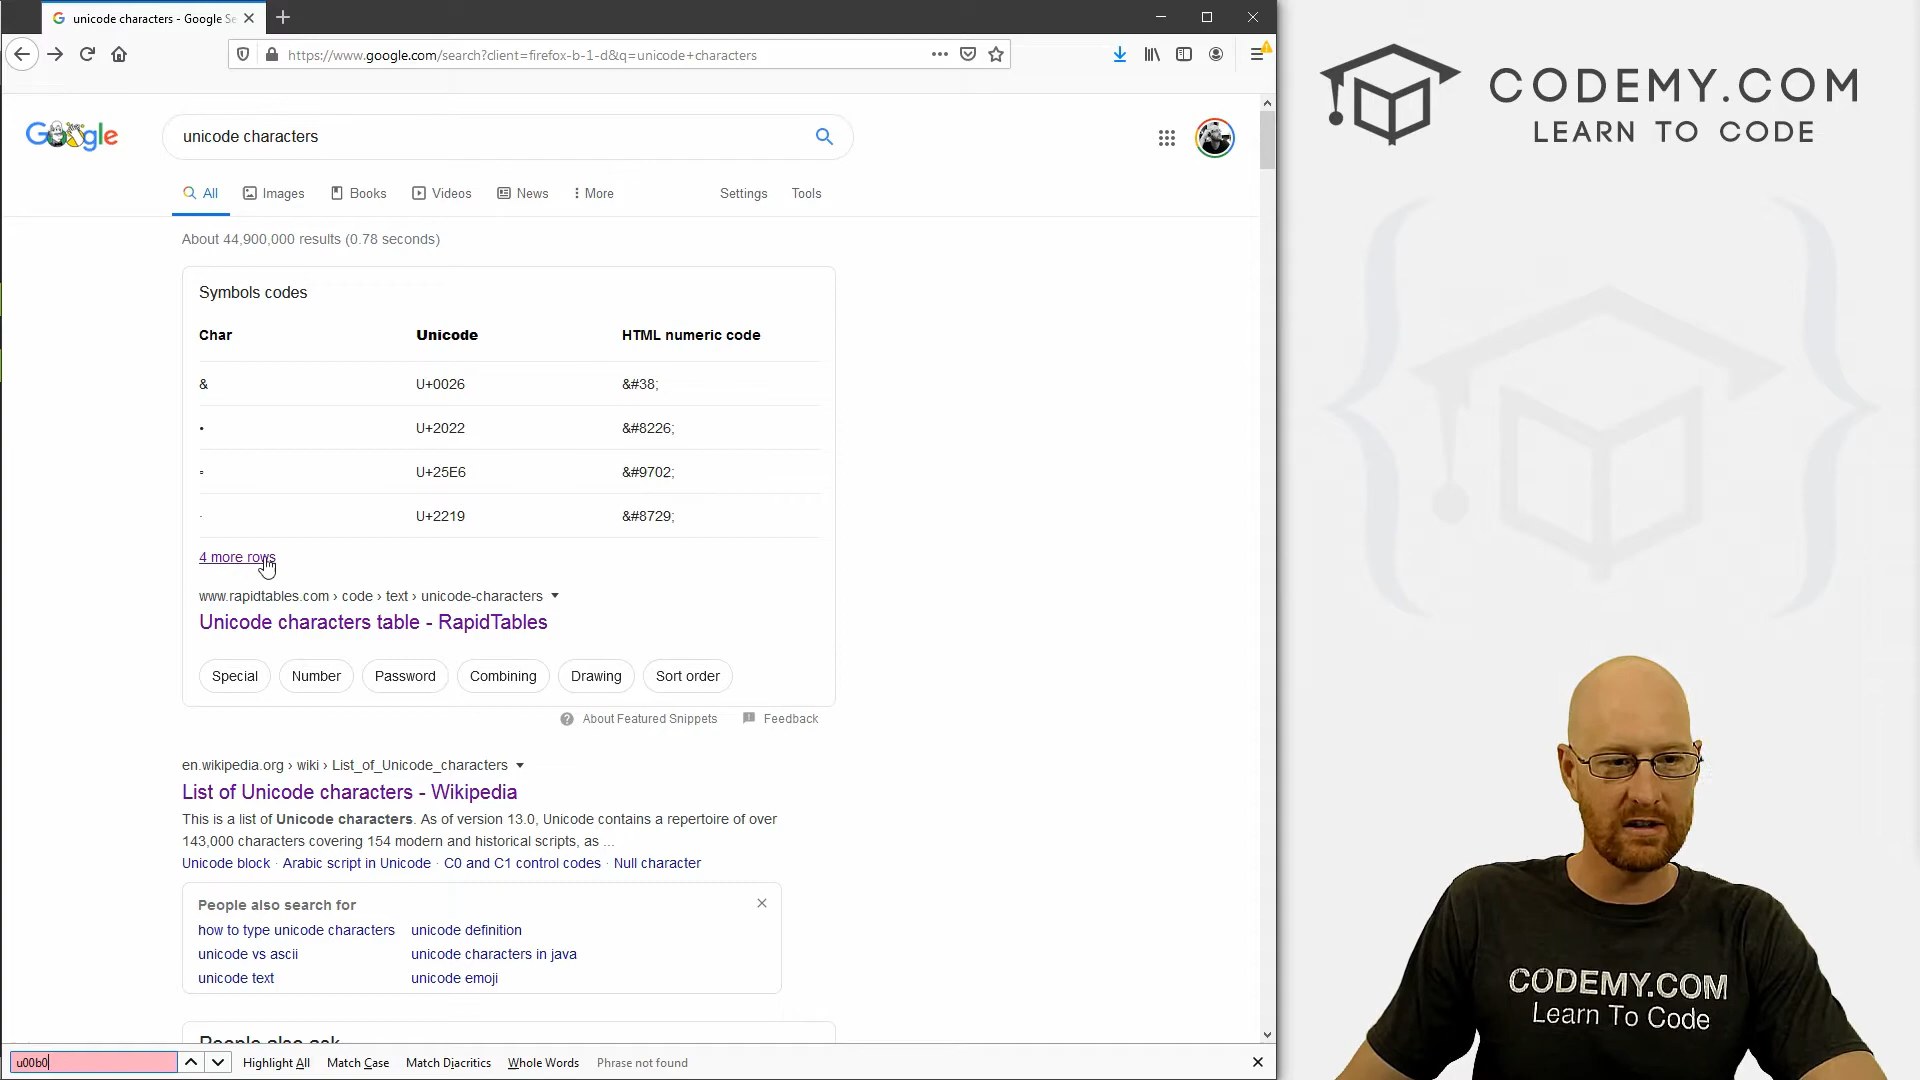 unicode characters - Google Se
https://www.google.com/search?client=firefox-b-1-d&q=unicode+characters
CODEMY.COM
LEARN TO CODE
Google
unicode characters
All Images Books Videos News More Settings Tools
About 44,900,000 results (0.78 seconds)
Symbols codes
Char Unicode HTML numeric code
& U+0026 &#38;
• U+2022 &#8226;
◦ U+25E6 &#9702;
∙ U+2219 &#8729;
4 more rows
www.rapidtables.com › code › text › unicode-characters
Unicode characters table - RapidTables
Special Number Password Combining Drawing Sort order
About Featured Snippets Feedback
en.wikipedia.org › wiki › List_of_Unicode_characters
List of Unicode characters - Wikipedia
This is a list of Unicode characters. As of version 13.0, Unicode contains a repertoire of over
143,000 characters covering 154 modern and historical scripts, as ...
Unicode block · Arabic script in Unicode · C0 and C1 control codes · Null character
People also search for
how to type unicode characters unicode definition
unicode vs ascii unicode characters in java
unicode text unicode emoji
People also ask
u00b0 Highlight All Match Case Match Diacritics Whole Words Phrase not found
CODEMY.COM
Learn To Code